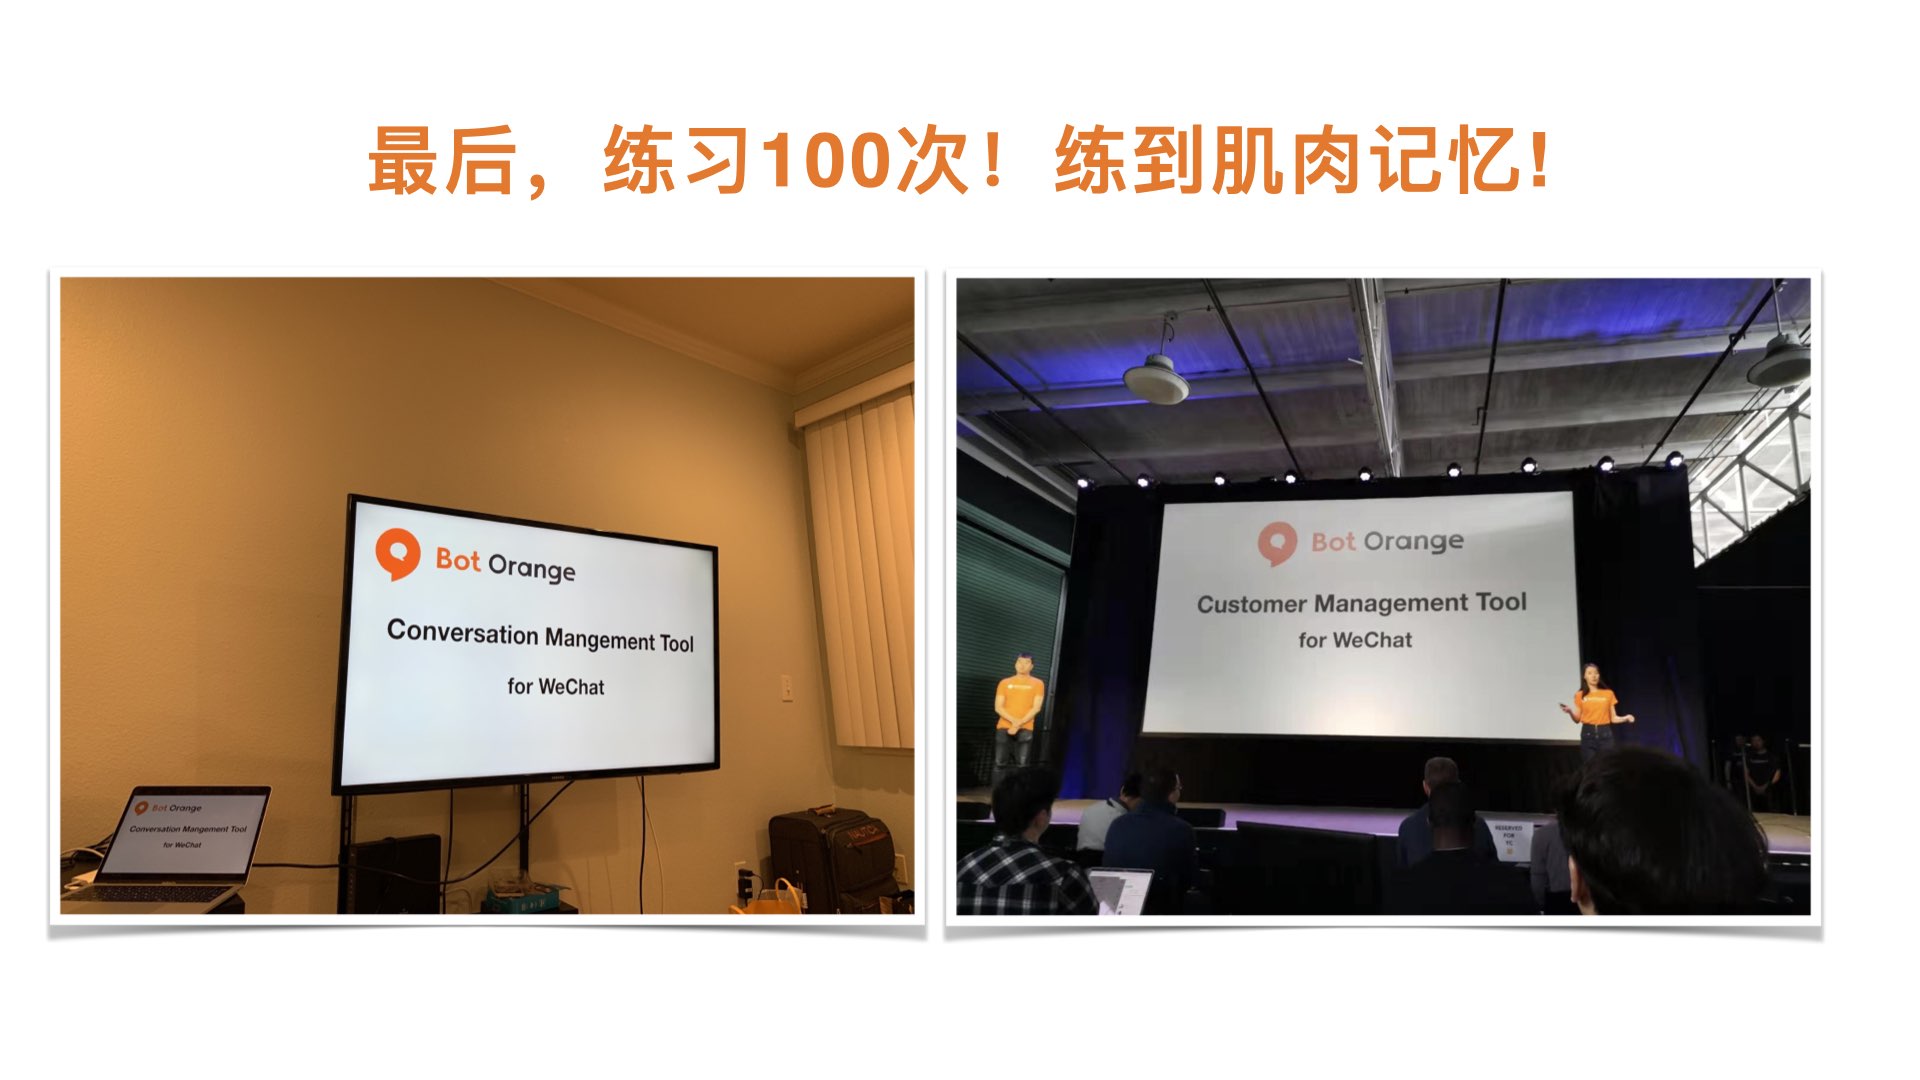 最后，练习100次！练到肌肉记忆！
Bot Orange
Conversation Mangement Tool
for WeChat
Bot Orange
Conversation Mangement Tool
for WeChat
NAUTICA
Bot Orange
Customer Management Tool
for WeChat
RESERVED
FOR
YC